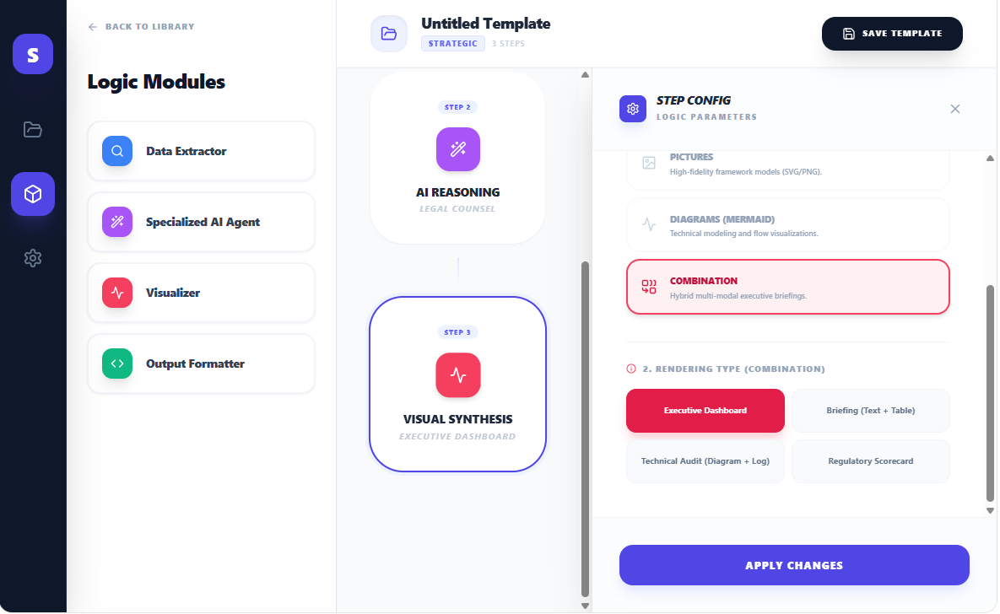 S
BACK TO LIBRARY
Logic Modules
Data Extractor
Specialized AI Agent
Visualizer
Output Formatter
Untitled Template
STRATEGIC 3 STEPS
SAVE TEMPLATE
STEP 2
AI REASONING
LEGAL COUNSEL
STEP 3
VISUAL SYNTHESIS
EXECUTIVE DASHBOARD
STEP CONFIG
LOGIC PARAMETERS
PICTURES
High-fidelity framework models (SVG/PNG).
DIAGRAMS (MERMAID)
Technical modeling and flow visualizations.
COMBINATION
Hybrid multi-modal executive briefings.
2. RENDERING TYPE (COMBINATION)
Executive Dashboard
Briefing (Text + Table)
Technical Audit (Diagram + Log)
Regulatory Scorecard
APPLY CHANGES